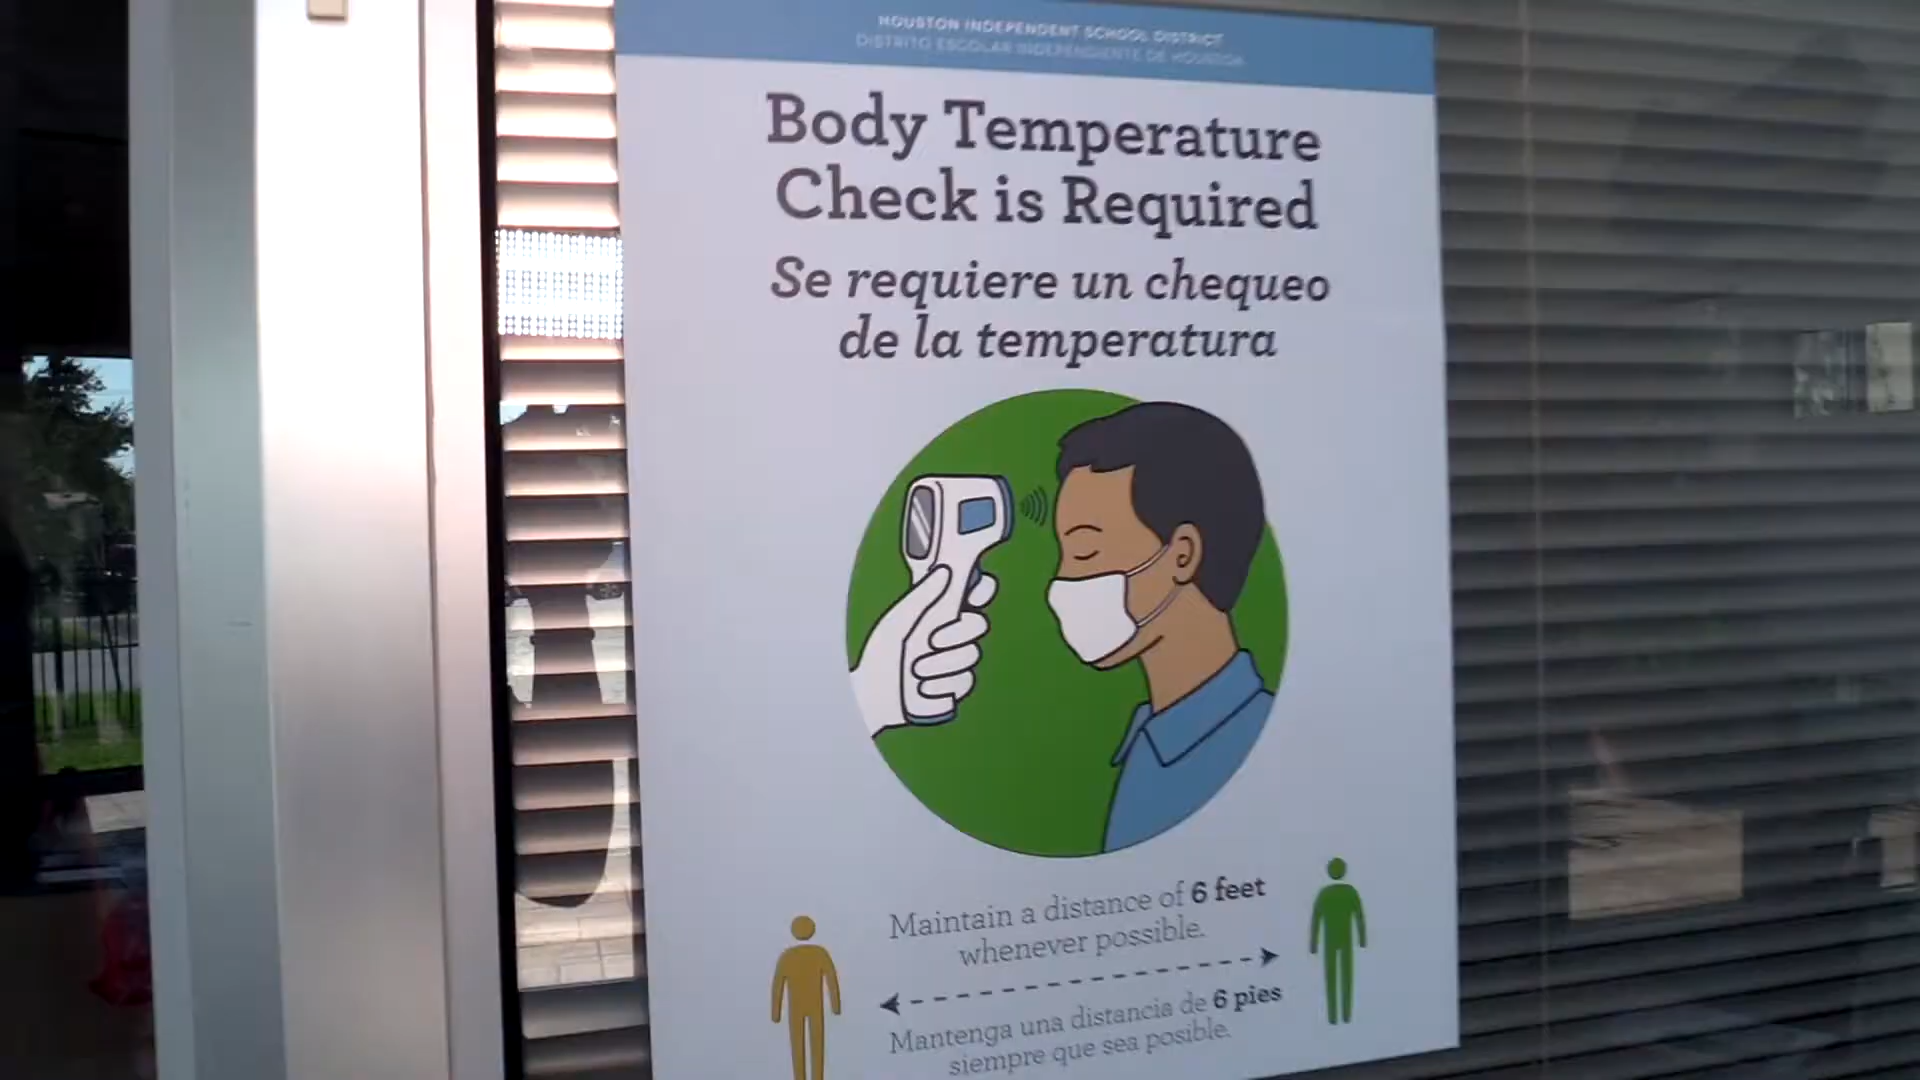 HOUSTON INDEPENDENT SCHOOL DISTRICT
DISTRITO ESCOLAR INDEPENDIENTE DE HOUSTON
Body Temperature
Check is Required
Se requiere un chequeo
de la temperatura
Maintain a distance of 6 feet
whenever possible.
Mantenga una distancia de 6 pies
siempre que sea posible.